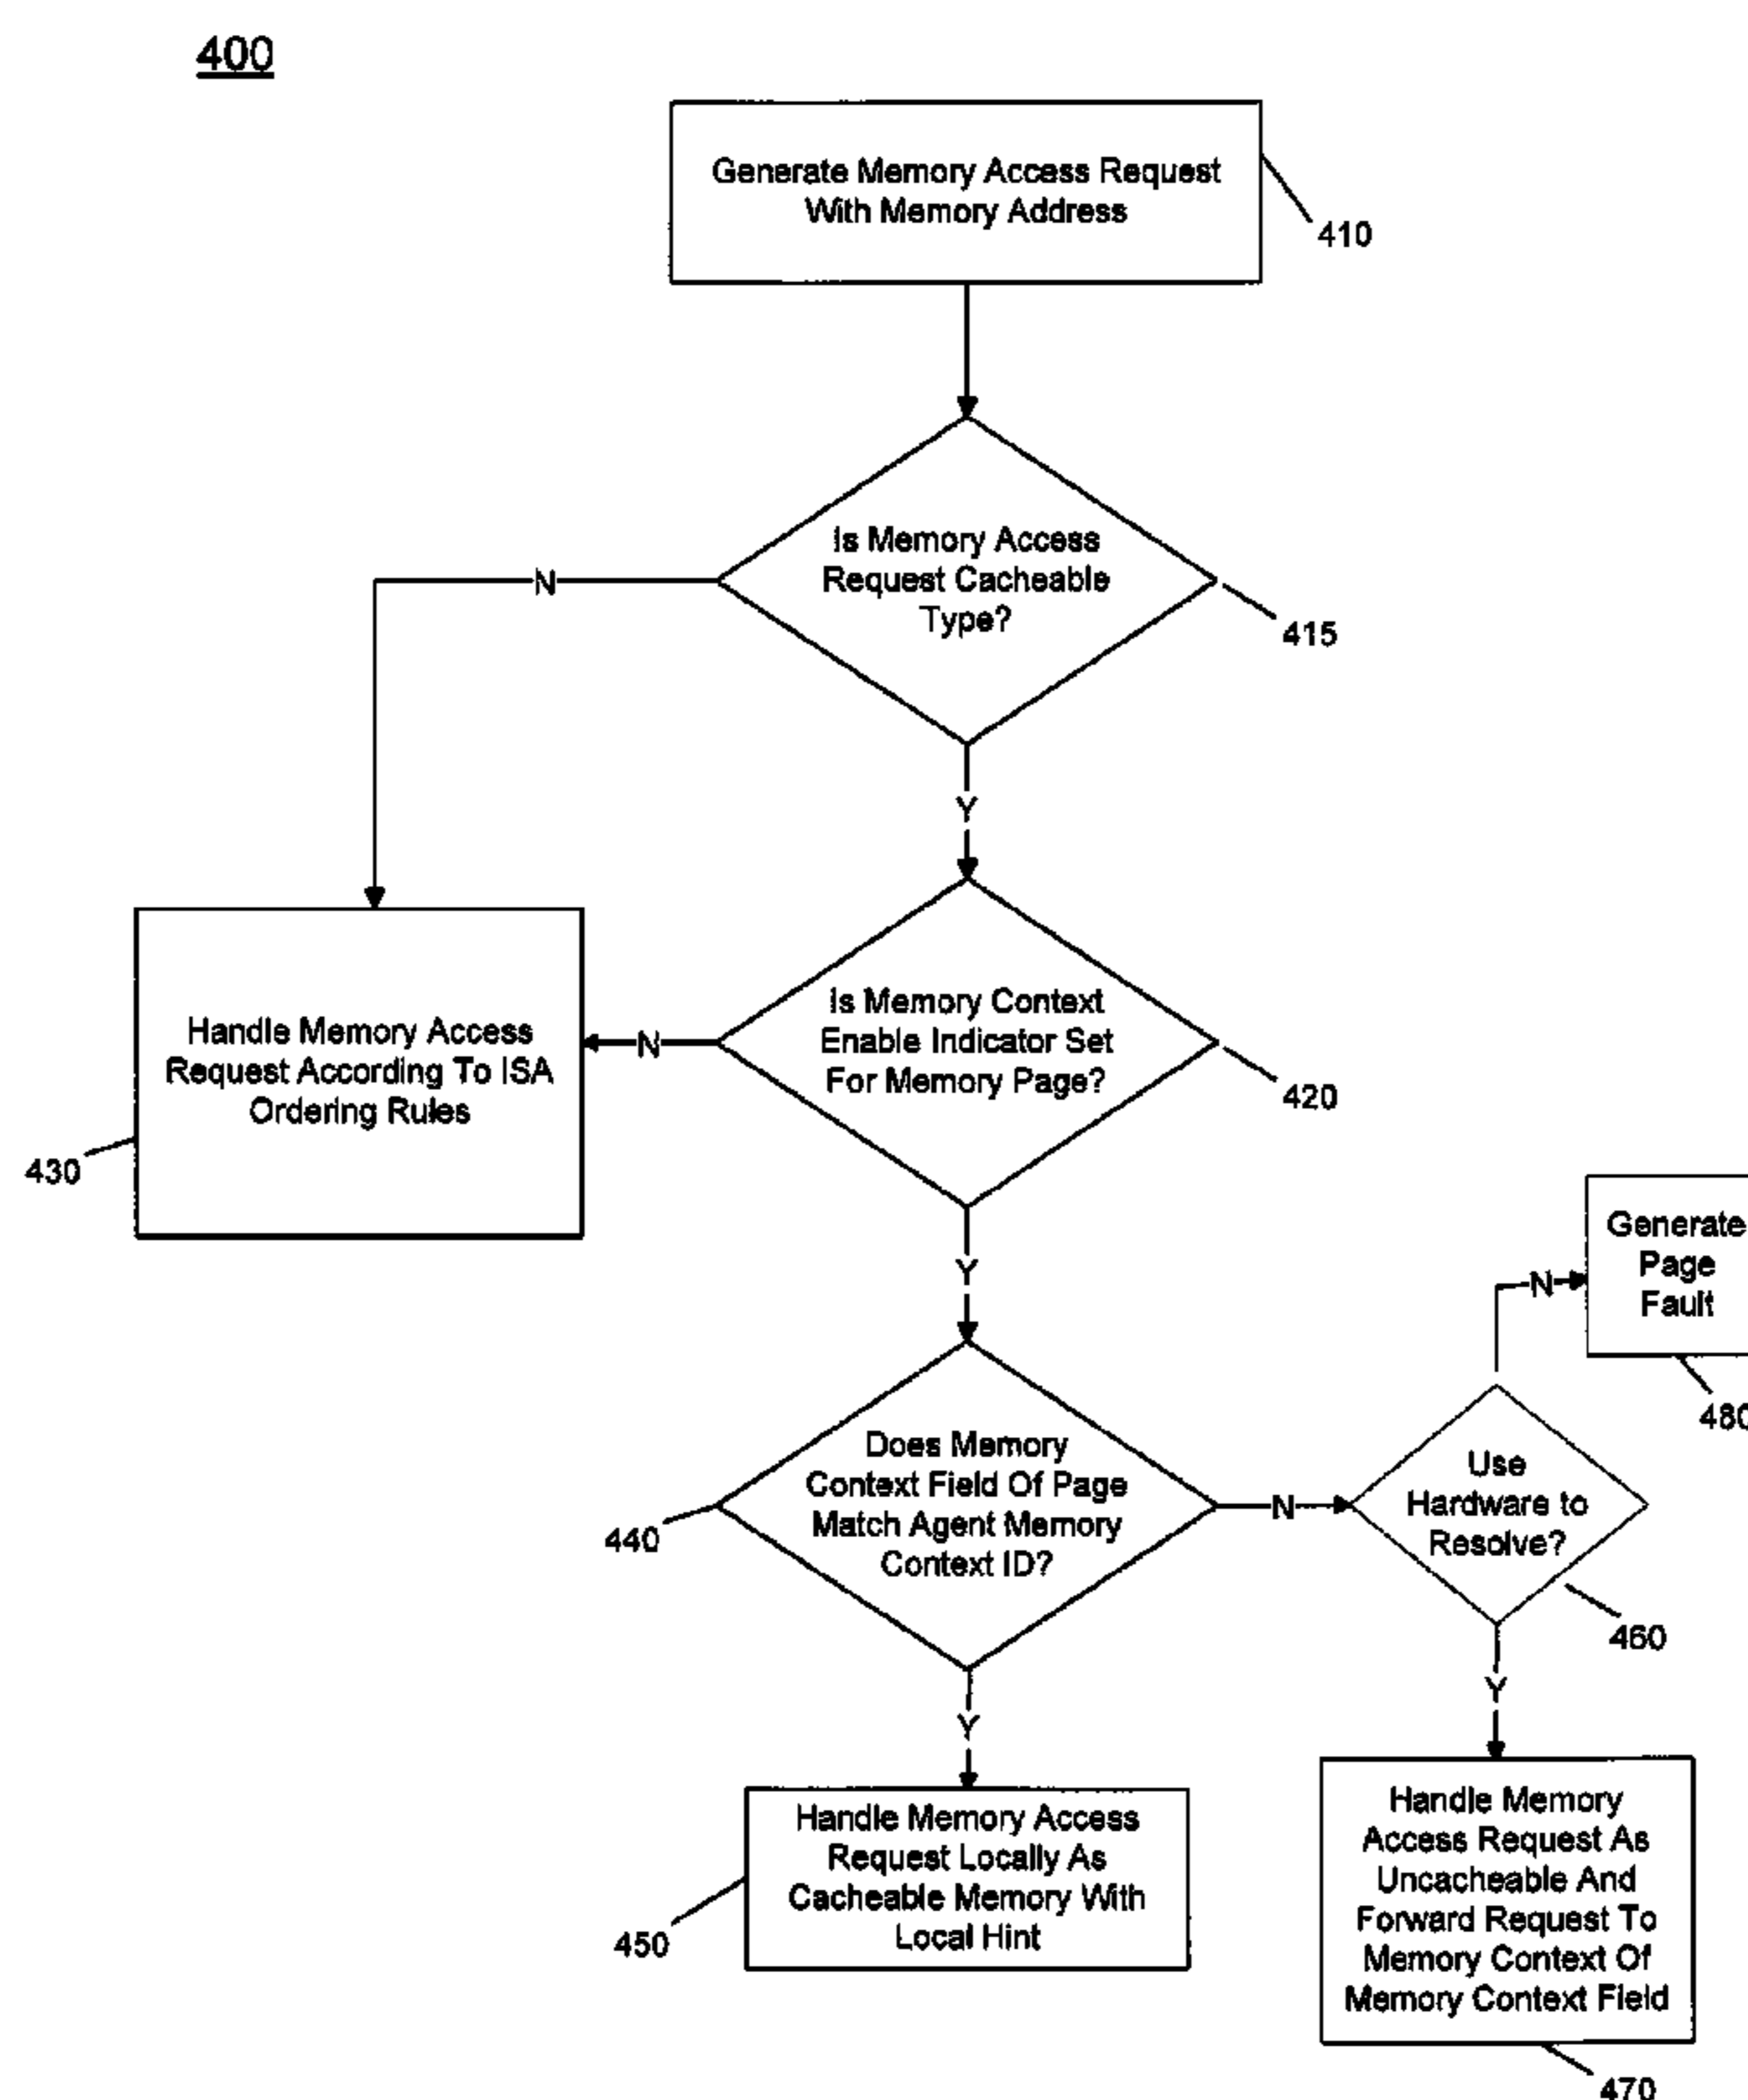 400
Generate Memory Access Request
With Memory Address
410
Is Memory Access
Request Cacheable
Type?
415
N
Y
Handle Memory Access
Request According To ISA
Ordering Rules
430
N
Is Memory Context
Enable Indicator Set
For Memory Page?
420
Y
Generate
Page
Fault
480
N
Does Memory
Context Field Of Page
Match Agent Memory
Context ID?
440
N
Use
Hardware to
Resolve?
460
Y
Y
Handle Memory Access
Request Locally As
Cacheable Memory With
Local Hint
450
Handle Memory
Access Request As
Uncacheable And
Forward Request To
Memory Context Of
Memory Context Field
470